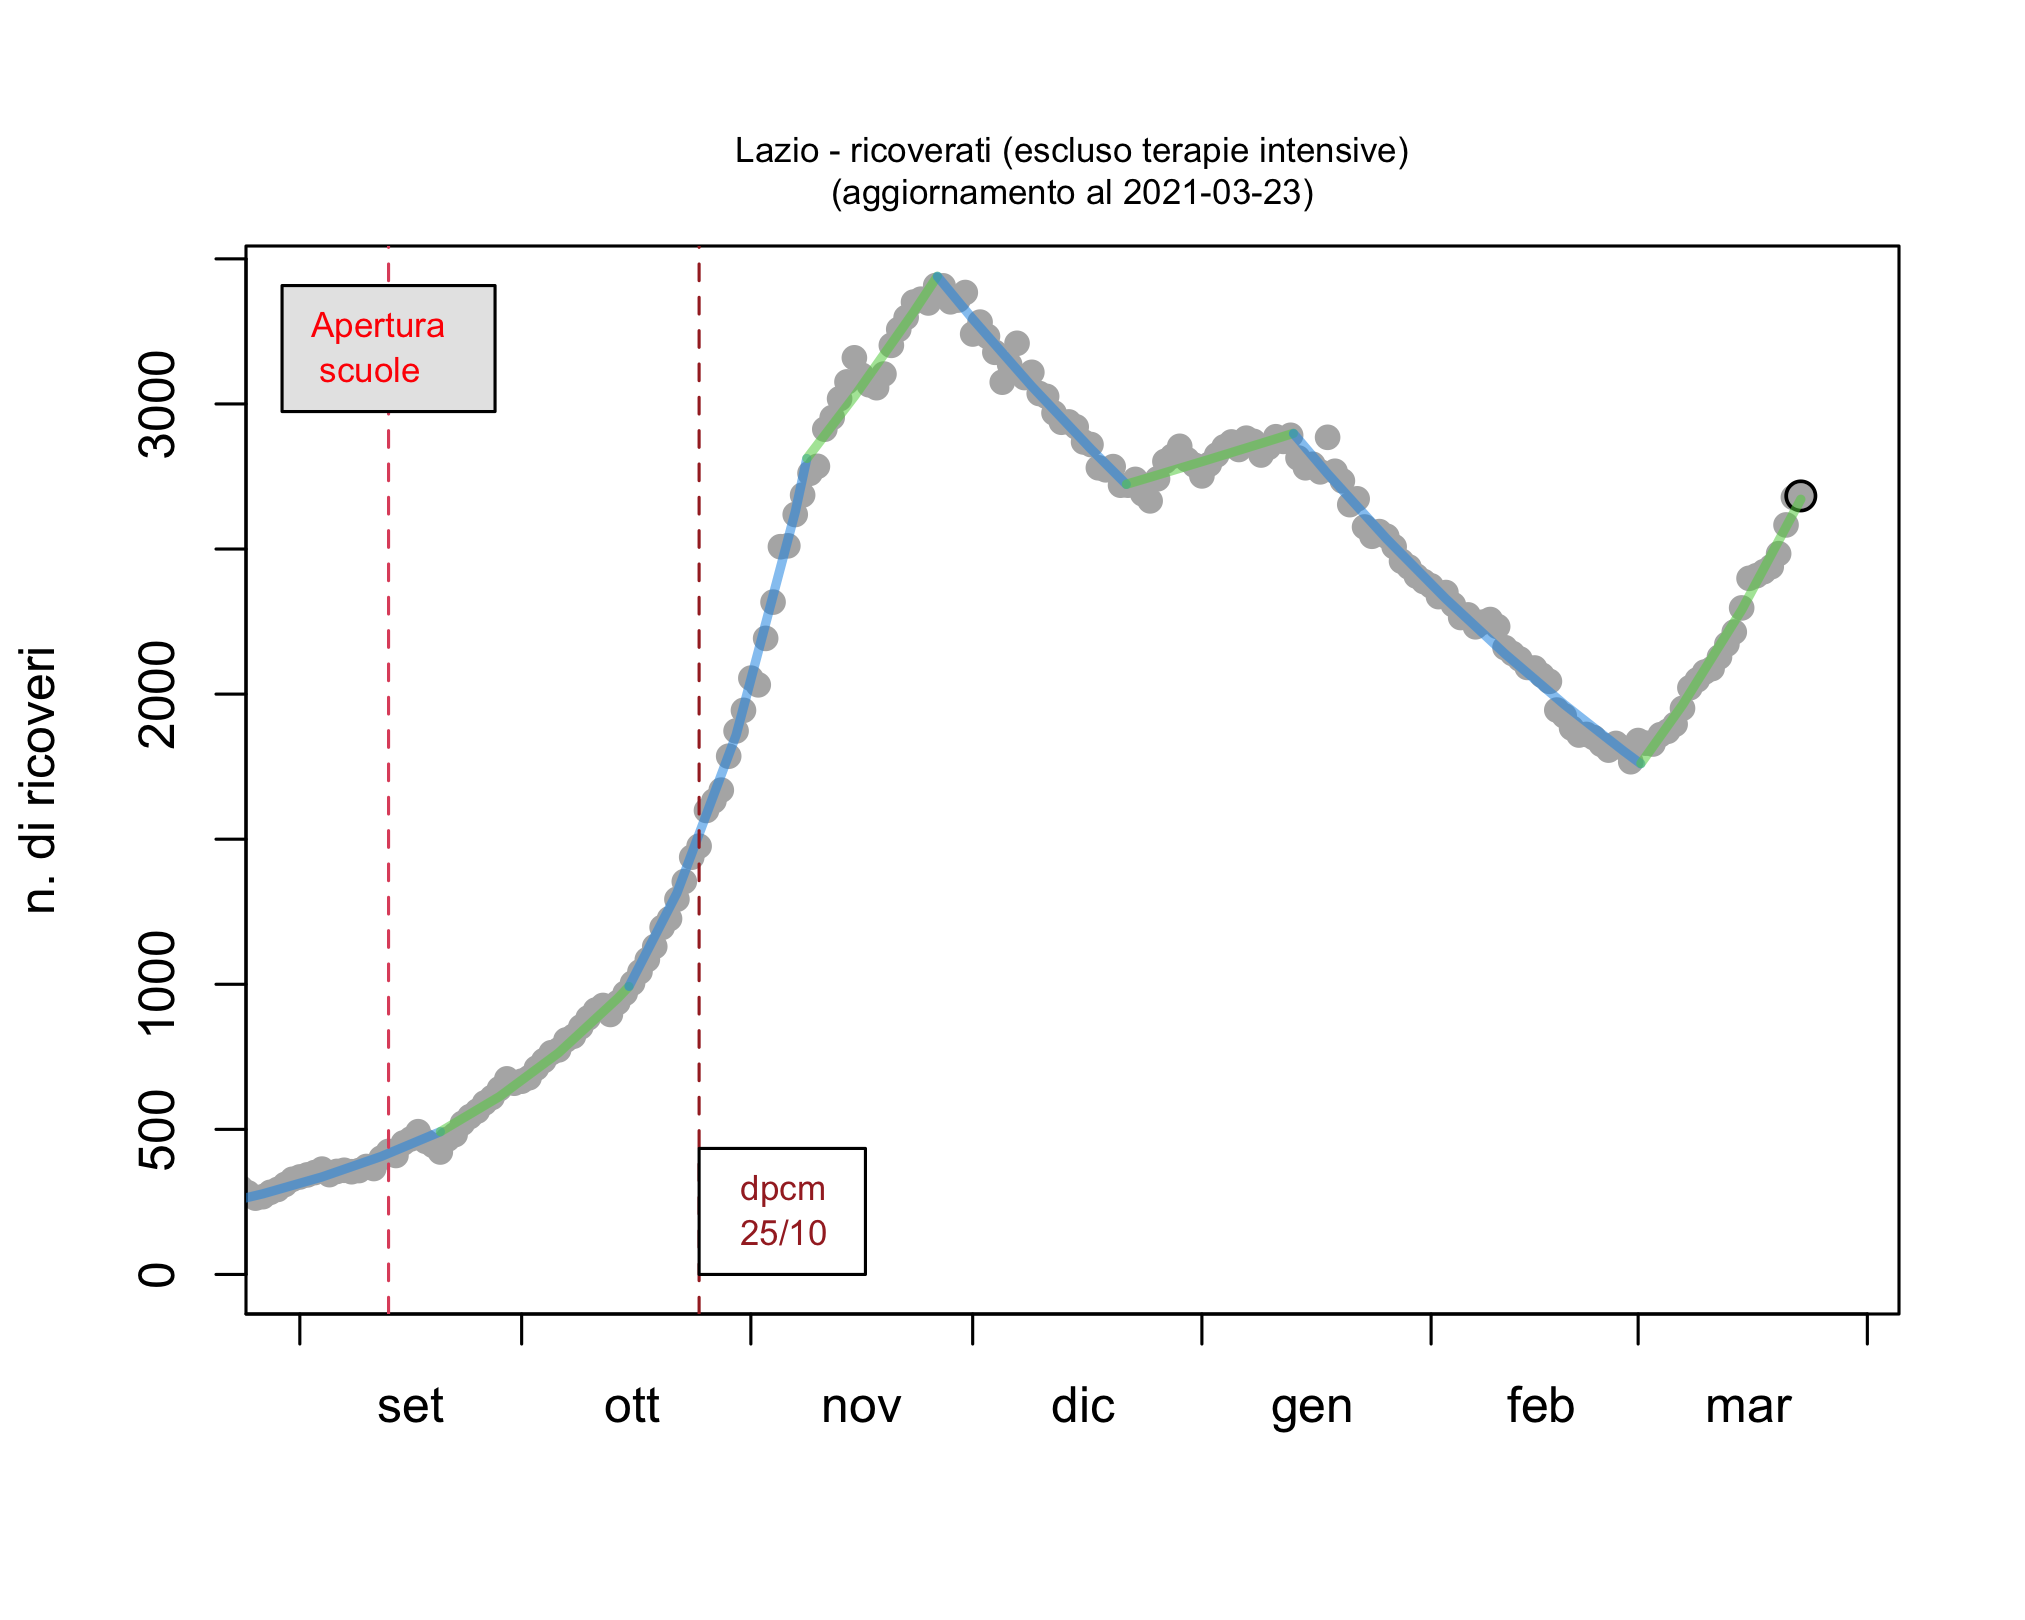 Lazio - ricoverati (escluso terapie intensive)
(aggiornamento al 2021-03-23)
Apertura
scuole
dpcm
25/10
n. di ricoveri
3000
2000
1000
500
0
set ott nov dic gen feb mar